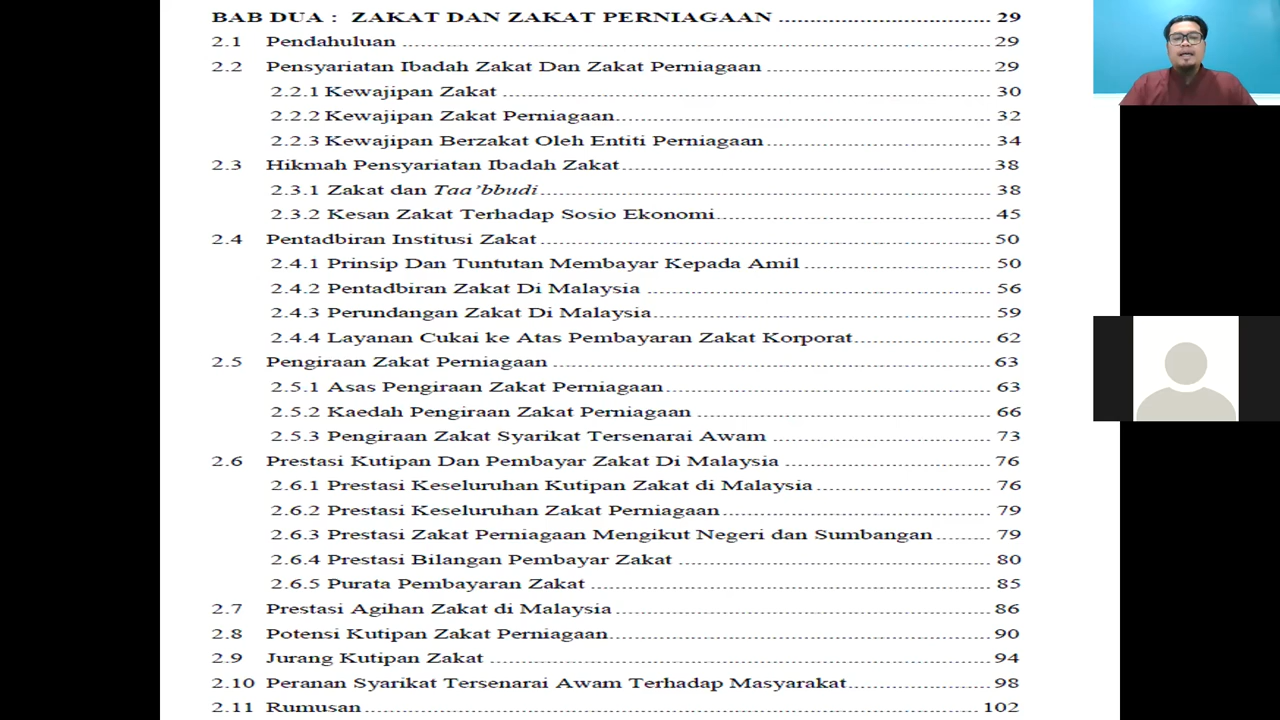 BAB DUA : ZAKAT DAN ZAKAT PERNIAGAAN ................................ 29
2.1 Pendahuluan ................................ 29
2.2 Pensyariatan Ibadah Zakat Dan Zakat Perniagaan ................................ 29
2.2.1 Kewajipan Zakat ................................ 30
2.2.2 Kewajipan Zakat Perniagaan ................................ 32
2.2.3 Kewajipan Berzakat Oleh Entiti Perniagaan ................................ 34
2.3 Hikmah Pensyariatan Ibadah Zakat ................................ 38
2.3.1 Zakat dan Taa’bbudi ................................ 38
2.3.2 Kesan Zakat Terhadap Sosio Ekonomi ................................ 45
2.4 Pentadbiran Institusi Zakat ................................ 50
2.4.1 Prinsip Dan Tuntutan Membayar Kepada Amil ................................ 50
2.4.2 Pentadbiran Zakat Di Malaysia ................................ 56
2.4.3 Perundangan Zakat Di Malaysia ................................ 59
2.4.4 Layanan Cukai ke Atas Pembayaran Zakat Korporat ................................ 62
2.5 Pengiraan Zakat Perniagaan ................................ 63
2.5.1 Asas Pengiraan Zakat Perniagaan ................................ 63
2.5.2 Kaedah Pengiraan Zakat Perniagaan ................................ 66
2.5.3 Pengiraan Zakat Syarikat Tersenarai Awam ................................ 73
2.6 Prestasi Kutipan Dan Pembayar Zakat Di Malaysia ................................ 76
2.6.1 Prestasi Keseluruhan Kutipan Zakat di Malaysia ................................ 76
2.6.2 Prestasi Keseluruhan Zakat Perniagaan ................................ 79
2.6.3 Prestasi Zakat Perniagaan Mengikut Negeri dan Sumbangan ......... 79
2.6.4 Prestasi Bilangan Pembayar Zakat ................................ 80
2.6.5 Purata Pembayaran Zakat ................................ 85
2.7 Prestasi Agihan Zakat di Malaysia ................................ 86
2.8 Potensi Kutipan Zakat Perniagaan ................................ 90
2.9 Jurang Kutipan Zakat ................................ 94
2.10 Peranan Syarikat Tersenarai Awam Terhadap Masyarakat ................................ 98
2.11 Rumusan ................................ 102